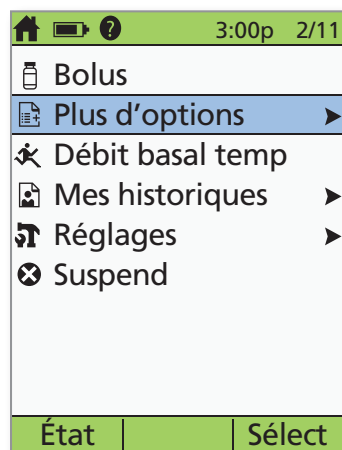 3:00p 2/11
Bolus
Plus d’options
Débit basal temp
Mes historiques
Réglages
Suspend
État Sélect